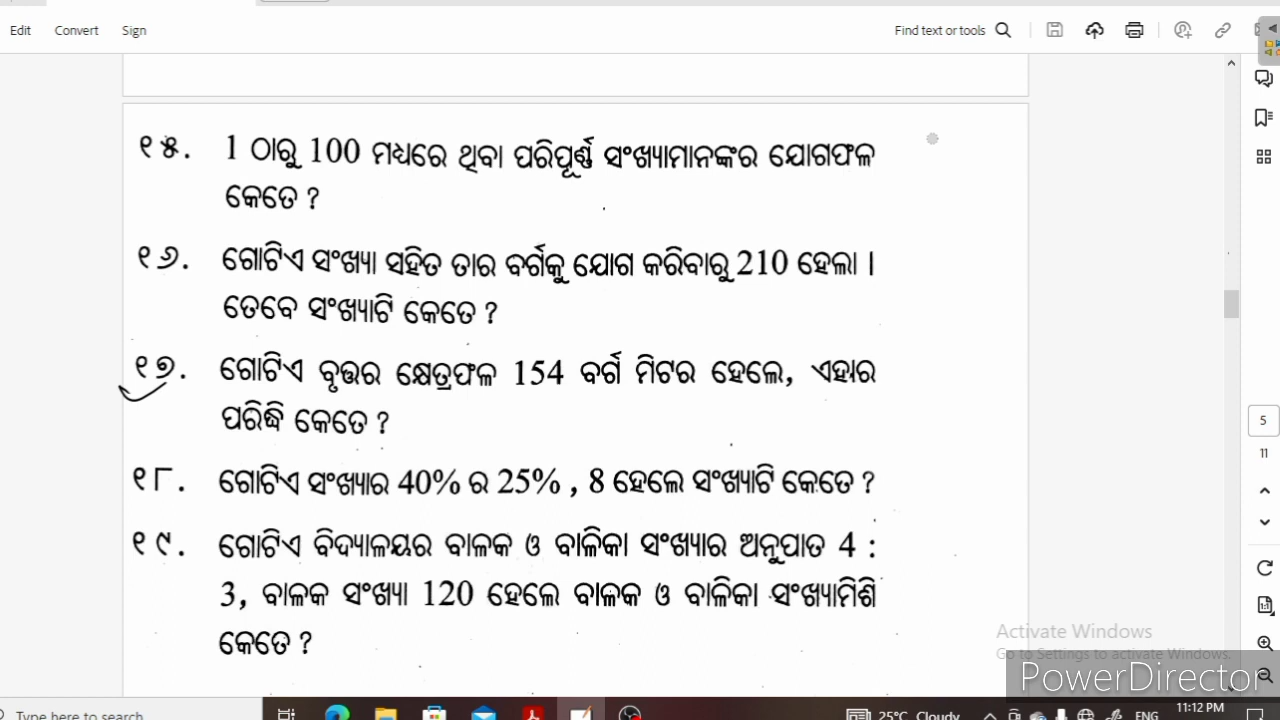 Edit Convert Sign Find text or tools
୧୫. 1 ଠାରୁ 100 ମଧ୍ୟରେ ଥିବା ପରିପୂର୍ଣ୍ଣ ସଂଖ୍ୟାମାନଙ୍କର ଯୋଗଫଳ
କେତେ ?
୧୬. ଗୋଟିଏ ସଂଖ୍ୟା ସହିତ ତାର ବର୍ଗକୁ ଯୋଗ କରିବାରୁ 210 ହେଲା ।
ତେବେ ସଂଖ୍ୟାଟି କେତେ ?
୧୭. ଗୋଟିଏ ବୃତ୍ତର କ୍ଷେତ୍ରଫଳ 154 ବର୍ଗ ମିଟର ହେଲେ, ଏହାର
ପରିଦ୍ଧି କେତେ ?
5
୧୮. ଗୋଟିଏ ସଂଖ୍ୟାର 40% ର 25% , 8 ହେଲେ ସଂଖ୍ୟାଟି କେତେ ?
11
୧୯. ଗୋଟିଏ ବିଦ୍ୟାଳୟର ବାଳକ ଓ ବାଳିକା ସଂଖ୍ୟାର ଅନୁପାତ 4 :
3, ବାଳକ ସଂଖ୍ୟା 120 ହେଲେ ବାଳକ ଓ ବାଳିକା ସଂଖ୍ୟାମିଶି
କେତେ ?
Activate Windows
Go to Settings to activate Windows.
PowerDirector
Type here to search 25°C Cloudy ENG 11:12 PM